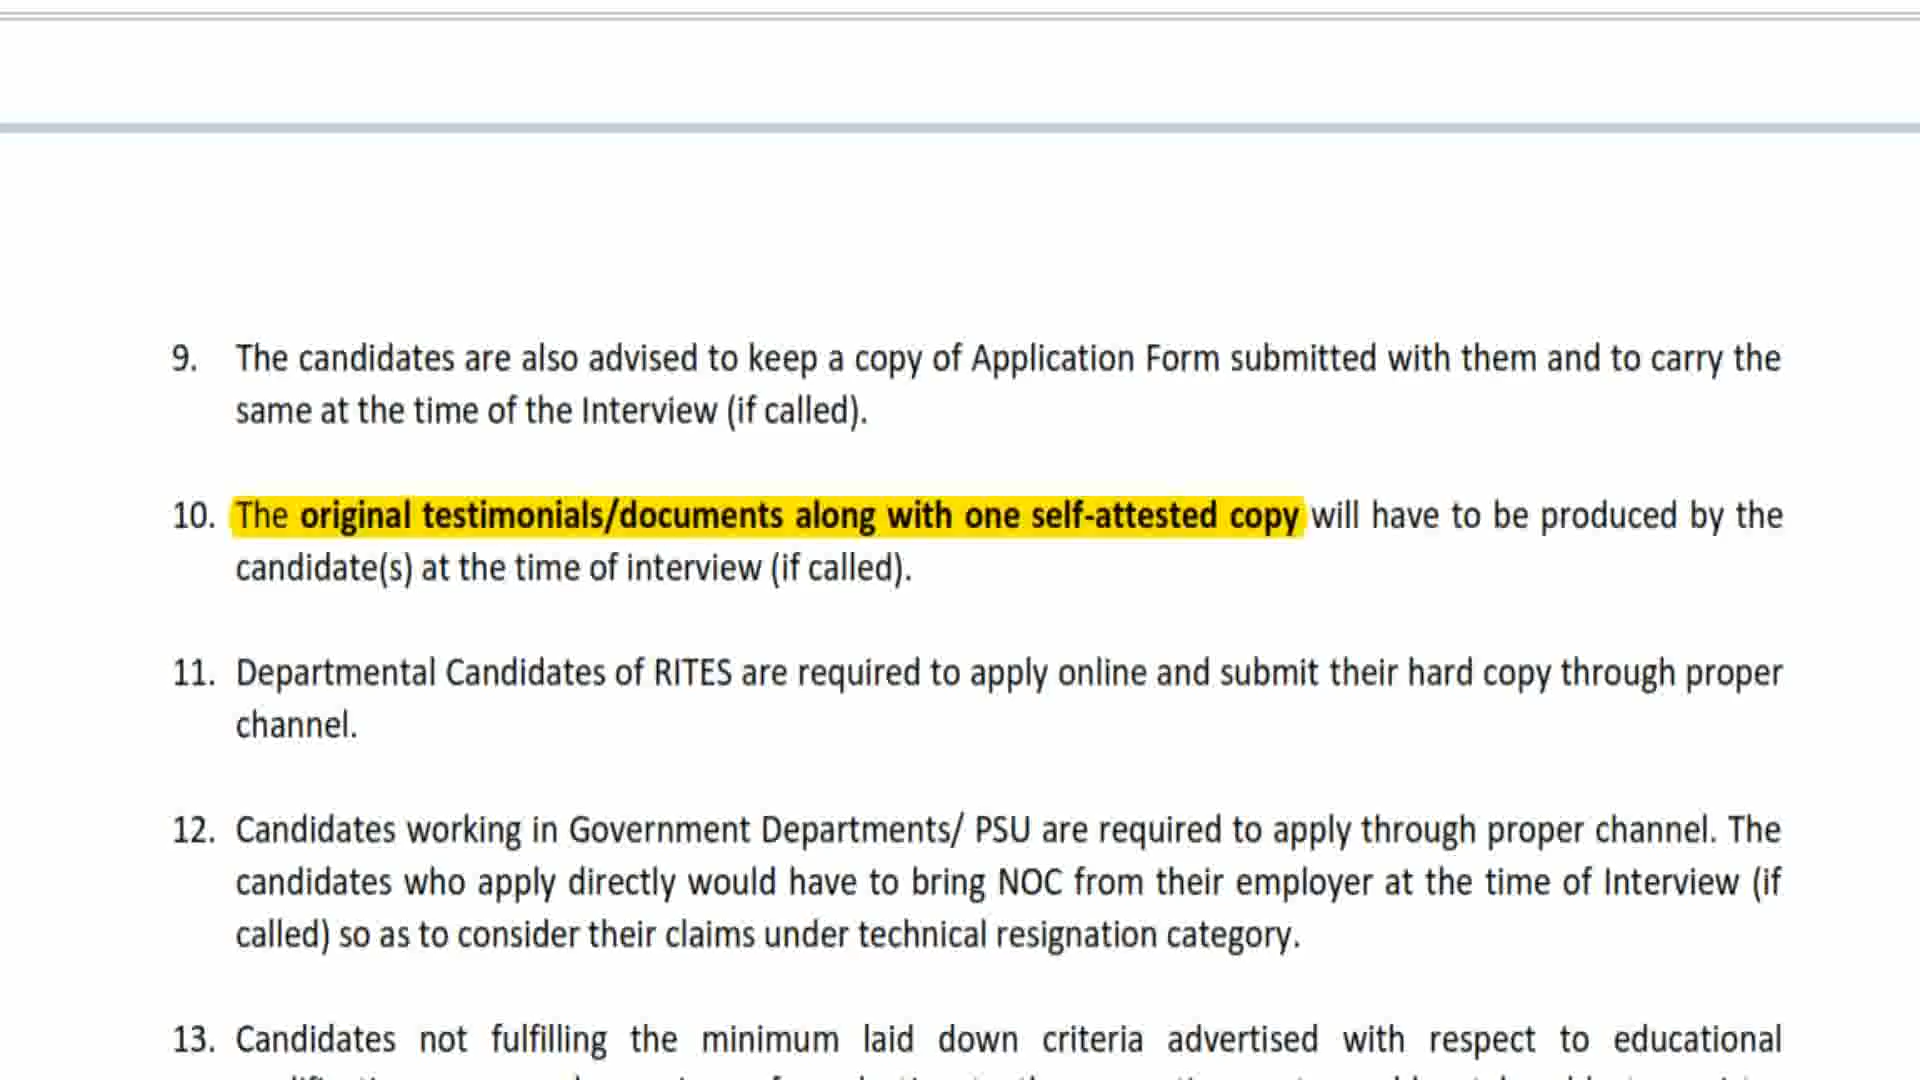 9. The candidates are also advised to keep a copy of Application Form submitted with them and to carry the
same at the time of the Interview (if called).
10. The original testimonials/documents along with one self-attested copy will have to be produced by the
candidate(s) at the time of interview (if called).
11. Departmental Candidates of RITES are required to apply online and submit their hard copy through proper
channel.
12. Candidates working in Government Departments/ PSU are required to apply through proper channel. The
candidates who apply directly would have to bring NOC from their employer at the time of Interview (if
called) so as to consider their claims under technical resignation category.
13. Candidates not fulfilling the minimum laid down criteria advertised with respect to educational